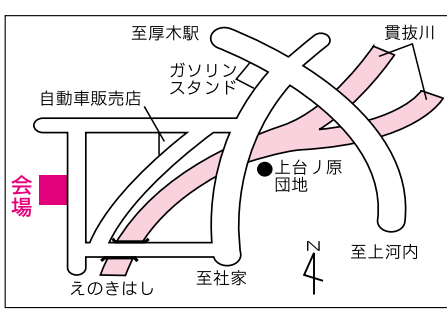 至厚木駅
貫抜川
ガソリン
スタンド
自動車販売店
会
場
上台ノ原
団地
N
至上河内
至社家
えのきはし